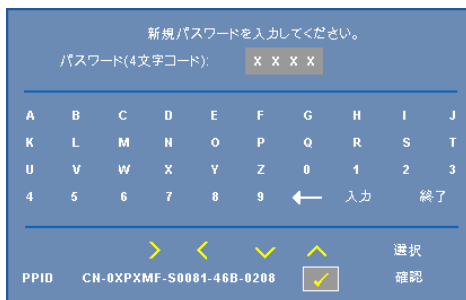 新規パスワードを入力してください。
パスワード(4文字コード): X X X X
A B C D E F G H I J
K L M N O P Q R S T
U V W X Y Z 0 1 2 3
4 5 6 7 8 9 ← 入力 終了
選択
PPID CN-0XPXMF-S0081-46B-0208 ✓ 確認